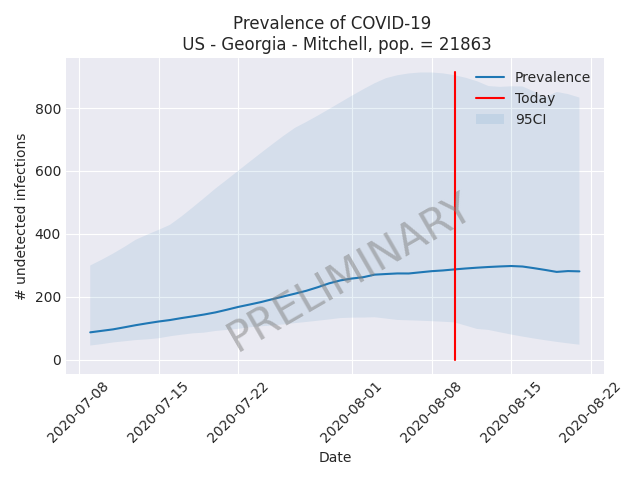 Prevalence of COVID-19
US - Georgia - Mitchell, pop. = 21863
Prevalence
Today
95CI
# undetected infections
800
600
400
200
0
PRELIMINARY
2020-07-08
2020-07-15
2020-07-22
2020-08-01
2020-08-08
2020-08-15
2020-08-22
Date